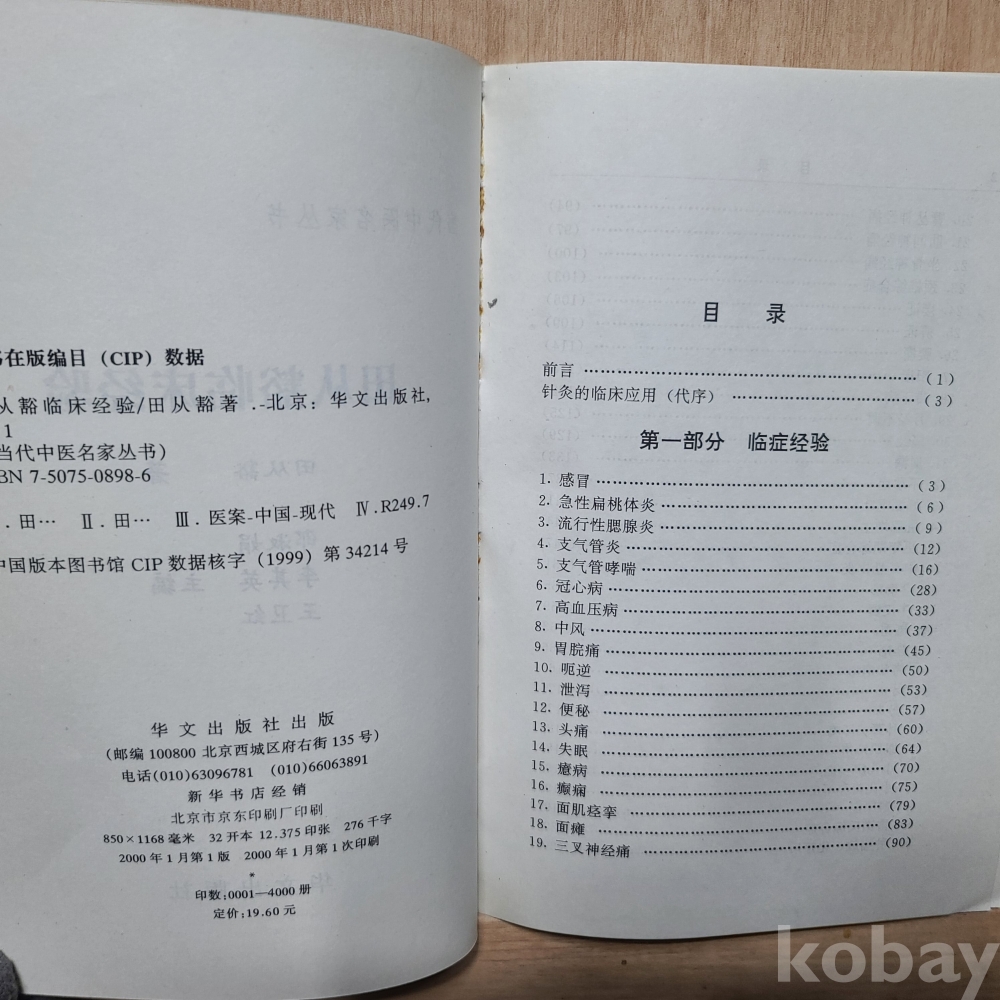 在版编目（CIP）数据
从豁临床经验/田从豁著．-北京：华文出版社，
1
当代中医名家丛书）
BN 7-5075-0898-6
．田… Ⅱ．田… Ⅲ．医案-中国-现代 Ⅳ．R249.7
中国版本图书馆 CIP 数据核字（1999）第 34214 号
华文出版社出版
（邮编 100800 北京西城区府右街 135 号）
电话（010）63096781 （010）66063891
新华书店经销
北京市京东印刷厂印刷
850×1168 毫米 32 开本 12.375 印张 276 千字
2000 年 1 月第 1 版 2000 年 1 月第 1 次印刷
*
印数：0001—4000 册
定价：19.60 元
目 录
前言 ……………………………………（1）
针灸的临床应用（代序）……………………（3）
第一部分 临症经验
1．感冒 ……………………………………（3）
2．急性扁桃体炎 ……………………………（6）
3．流行性腮腺炎 ……………………………（9）
4．支气管炎 …………………………………（12）
5．支气管哮喘 ………………………………（16）
6．冠心病 ……………………………………（28）
7．高血压病 …………………………………（33）
8．中风 ………………………………………（37）
9．胃脘痛 ……………………………………（45）
10．呃逆 ……………………………………（50）
11．泄泻 ……………………………………（53）
12．便秘 ……………………………………（57）
13．头痛 ……………………………………（60）
14．失眠 ……………………………………（64）
15．癔病 ……………………………………（70）
16．癫痫 ……………………………………（75）
17．面肌痉挛 ………………………………（79）
18．面瘫 ……………………………………（83）
19．三叉神经痛 ……………………………（90）
kobay